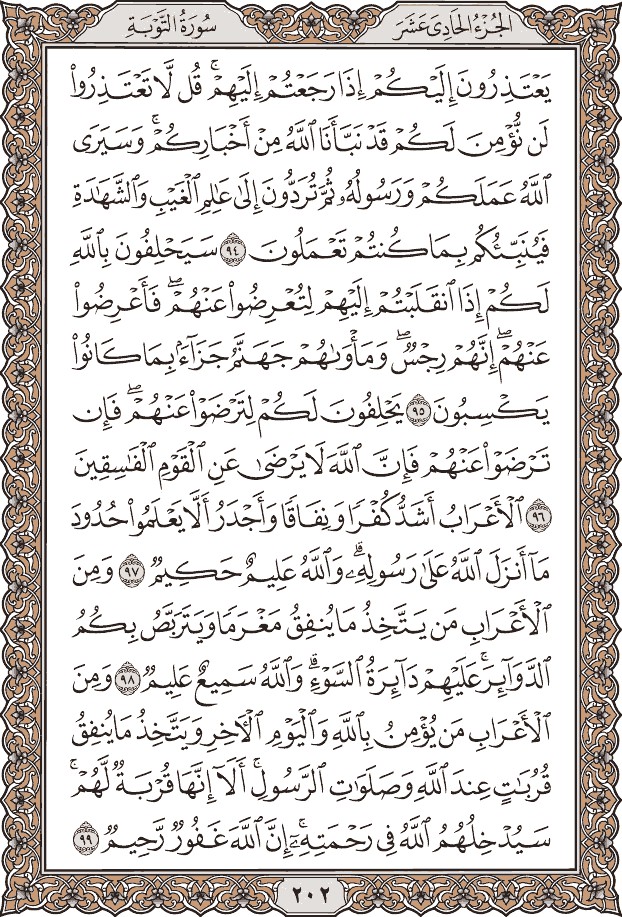 الجُزْءُ الحَادِي عَشَرَ
سُورَةُ التَّوْبَةِ
يَعْتَذِرُونَ إِلَيْكُمْ إِذَا رَجَعْتُمْ إِلَيْهِمْ ۚ قُل لَّا تَعْتَذِرُوا۟
لَن نُّؤْمِنَ لَكُمْ قَدْ نَبَّأَنَا ٱللَّهُ مِنْ أَخْبَارِكُمْ ۚ وَسَيَرَى
ٱللَّهُ عَمَلَكُمْ وَرَسُولُهُۥ ثُمَّ تُرَدُّونَ إِلَىٰ عَٰلِمِ ٱلْغَيْبِ وَٱلشَّهَٰدَةِ
فَيُنَبِّئُكُم بِمَا كُنتُمْ تَعْمَلُونَ ٩٤ سَيَحْلِفُونَ بِٱللَّهِ
لَكُمْ إِذَا ٱنقَلَبْتُمْ إِلَيْهِمْ لِتُعْرِضُوا۟ عَنْهُمْ ۖ فَأَعْرِضُوا۟
عَنْهُمْ ۖ إِنَّهُمْ رِجْسٌ ۖ وَمَأْوَىٰهُمْ جَهَنَّمُ جَزَآءًۢ بِمَا كَانُوا۟
يَكْسِبُونَ ٩٥ يَحْلِفُونَ لَكُمْ لِتَرْضَوْا۟ عَنْهُمْ ۖ فَإِن
تَرْضَوْا۟ عَنْهُمْ فَإِنَّ ٱللَّهَ لَا يَرْضَىٰ عَنِ ٱلْقَوْمِ ٱلْفَٰسِقِينَ
٩٦ ٱلْأَعْرَابُ أَشَدُّ كُفْرًا وَنِفَاقًا وَأَجْدَرُ أَلَّا يَعْلَمُوا۟ حُدُودَ
مَآ أَنزَلَ ٱللَّهُ عَلَىٰ رَسُولِهِۦ ۗ وَٱللَّهُ عَلِيمٌ حَكِيمٌ ٩٧ وَمِنَ
ٱلْأَعْرَابِ مَن يَتَّخِذُ مَا يُنفِقُ مَغْرَمًا وَيَتَرَبَّصُ بِكُمُ
ٱلدَّوَآئِرَ ۚ عَلَيْهِمْ دَآئِرَةُ ٱلسَّوْءِ ۗ وَٱللَّهُ سَمِيعٌ عَلِيمٌ ٩٨ وَمِنَ
ٱلْأَعْرَابِ مَن يُؤْمِنُ بِٱللَّهِ وَٱلْيَوْمِ ٱلْءَاخِرِ وَيَتَّخِذُ مَا يُنفِقُ
قُرُبَٰتٍ عِندَ ٱللَّهِ وَصَلَوَٰتِ ٱلرَّسُولِ ۚ أَلَآ إِنَّهَا قُرْبَةٌ لَّهُمْ ۚ
سَيُدْخِلُهُمُ ٱللَّهُ فِى رَحْمَتِهِۦٓ ۗ إِنَّ ٱللَّهَ غَفُورٌ رَّحِيمٌ ٩٩
٢٠٢